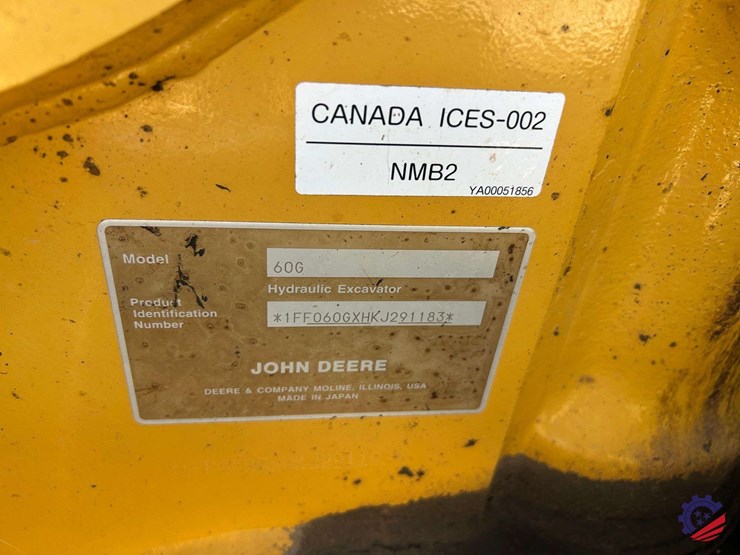 CANADA ICES-002
NMB2
YA00051856
Model 60G
Hydraulic Excavator
Product
Identification
Number
*1FF060GXHKJ291183*
JOHN DEERE
DEERE & COMPANY MOLINE, ILLINOIS, USA
MADE IN JAPAN